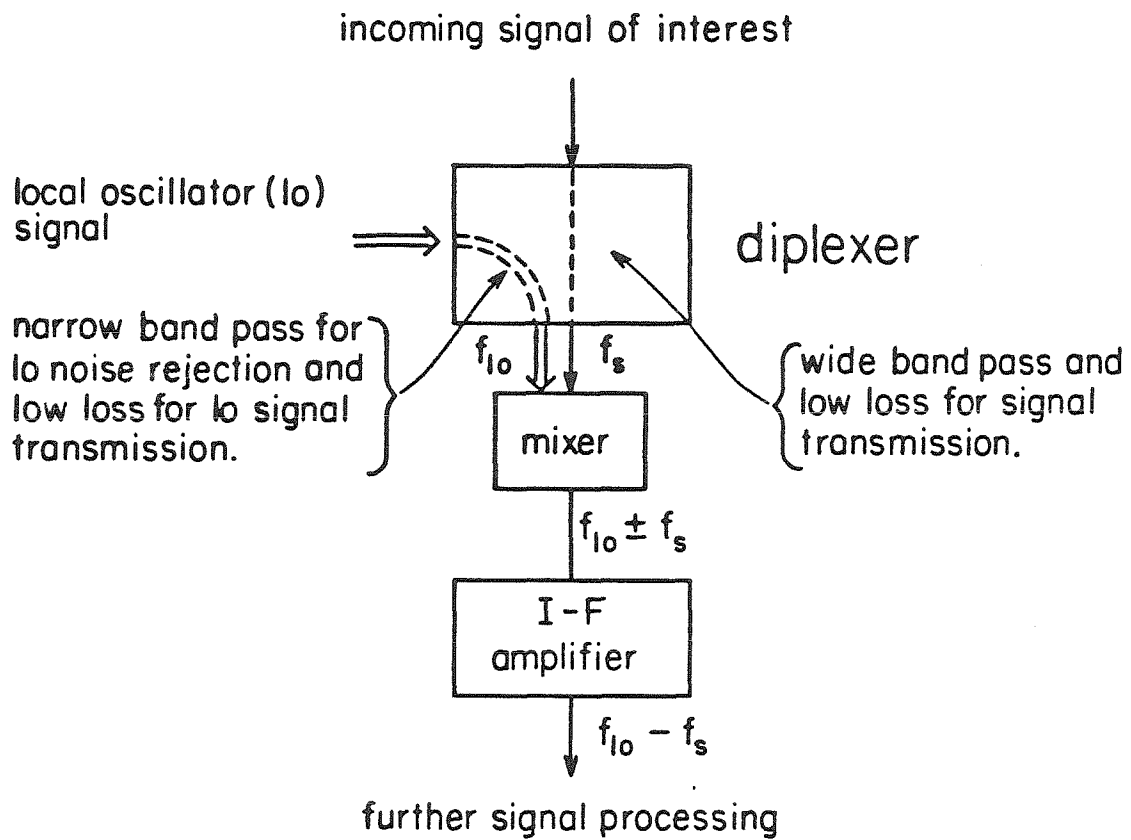 incoming signal of interest
local oscillator (lo)
signal
diplexer
narrow band pass for
lo noise rejection and
low loss for lo signal
transmission.
f_lo
f_s
wide band pass and
low loss for signal
transmission.
mixer
f_lo ± f_s
I-F
amplifier
f_lo − f_s
further signal processing